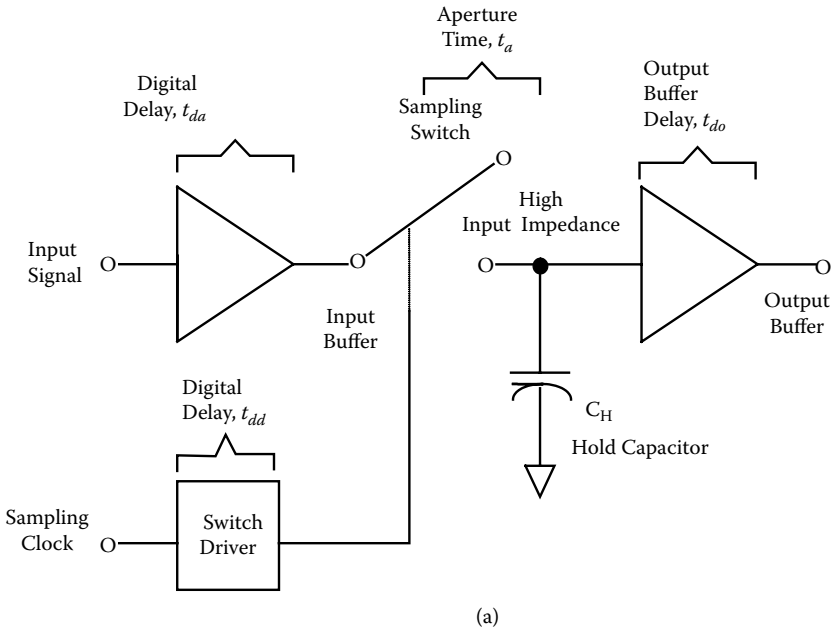 Aperture
Time, tₐ
Digital
Delay, t_da
Sampling
Switch
Output
Buffer
Delay, t_do
Input
Signal
High
Input Impedance
Input
Buffer
Output
Buffer
Digital
Delay, t_dd
C_H
Hold Capacitor
Sampling
Clock
Switch
Driver
(a)